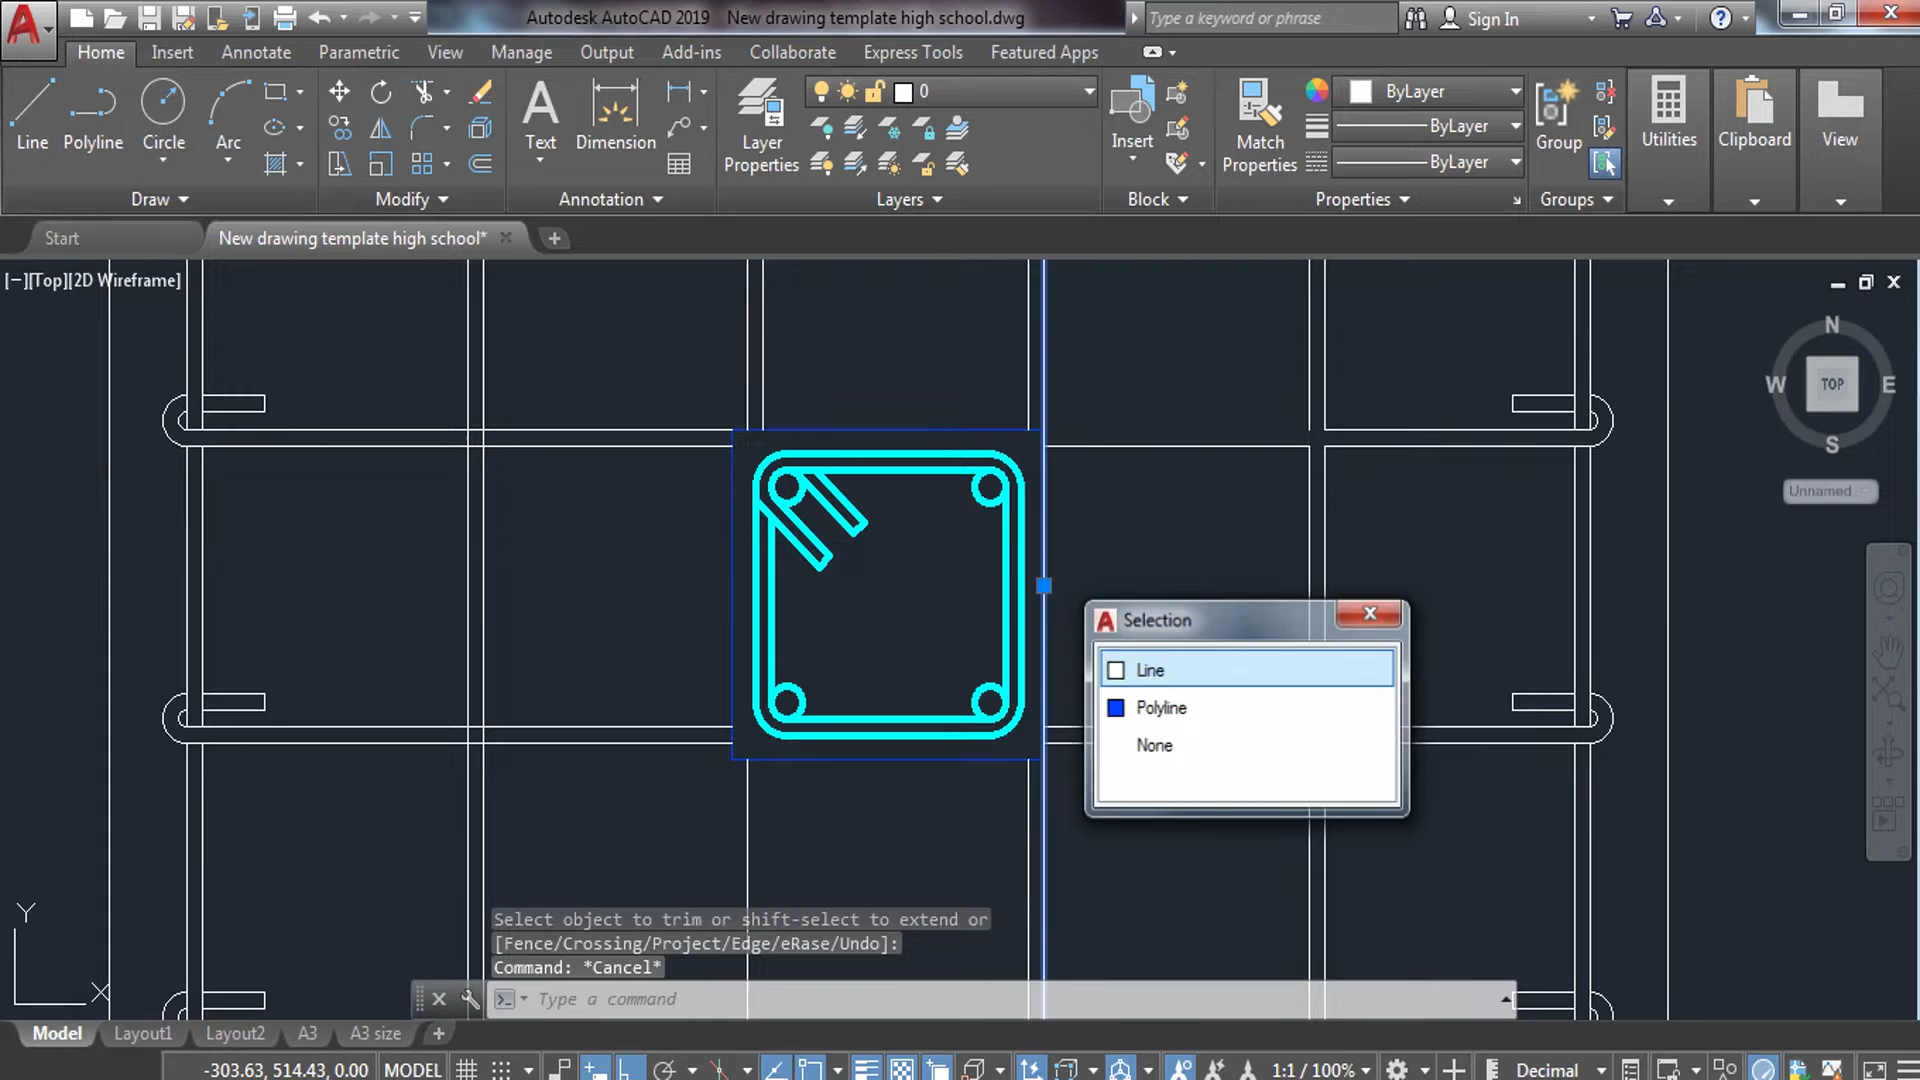 Autodesk AutoCAD 2019 New drawing template high school.dwg
Type a keyword or phrase
Sign In
Home Insert Annotate Parametric View Manage Output Add-ins Collaborate Express Tools Featured Apps
Line Polyline Circle Arc
Text Dimension
Layer Properties
0
Insert
Match Properties
ByLayer
ByLayer
ByLayer
Group
Utilities
Clipboard
View
Draw Modify Annotation Layers Block Properties Groups
Start New drawing template high school*
[−][Top][2D Wireframe]
N
W TOP E
S
Unnamed
Selection
Line
Polyline
None
Select object to trim or shift-select to extend or
[Fence/Crossing/Project/Edge/eRase/Undo]:
Command: *Cancel*
Type a command
Y
X
Model Layout1 Layout2 A3 A3 size
-303.63, 514.43, 0.00 MODEL 1:1 / 100% Decimal